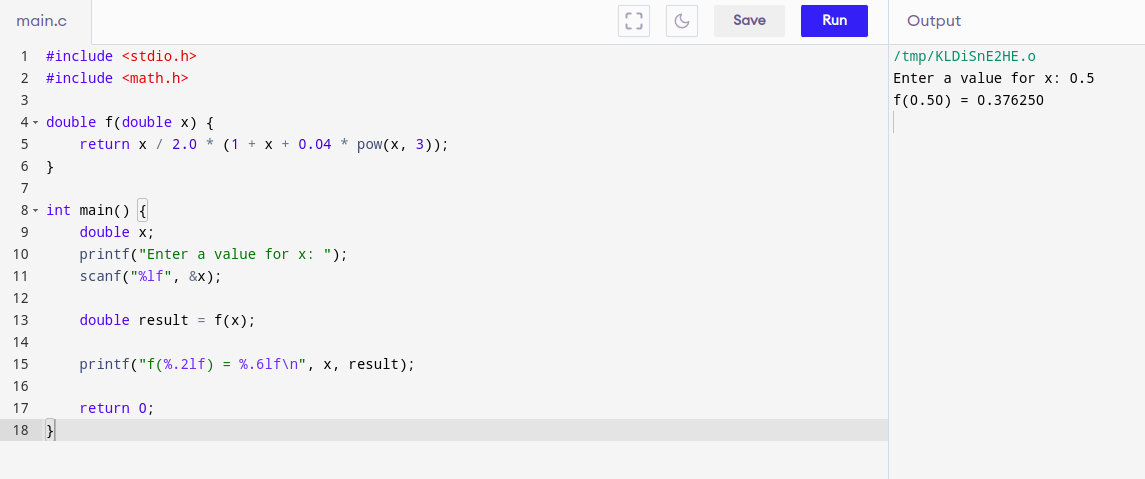 main.c
Save
Run
Output
1 #include <stdio.h>
2 #include <math.h>
3
4 double f(double x) {
5     return x / 2.0 * (1 + x + 0.04 * pow(x, 3));
6 }
7
8 int main() {
9     double x;
10     printf("Enter a value for x: ");
11     scanf("%lf", &x);
12
13     double result = f(x);
14
15     printf("f(%.2lf) = %.6lf\n", x, result);
16
17     return 0;
18 }
/tmp/KLDiSnE2HE.o
Enter a value for x: 0.5
f(0.50) = 0.376250